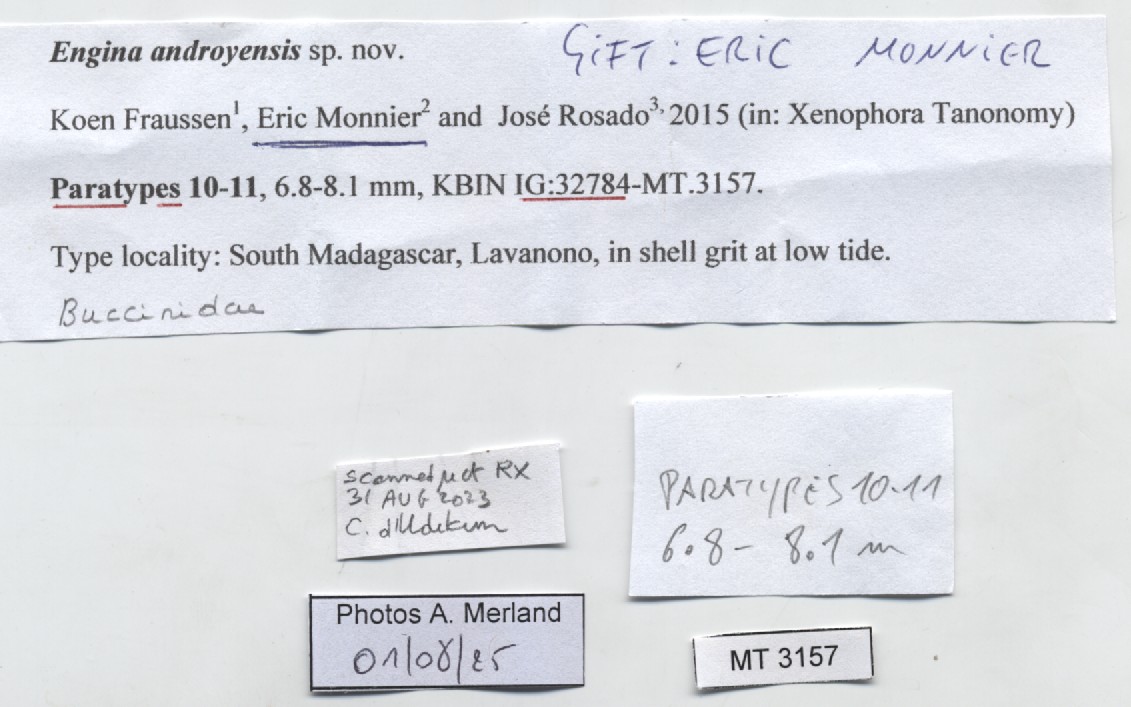 Engina androyensis sp. nov. GIFT: ERIC MONNIER
Koen Fraussen¹, Eric Monnier² and José Rosado³, 2015 (in: Xenophora Tanonomy)
Paratypes 10-11, 6.8-8.1 mm, KBIN IG:32784-MT.3157.
Type locality: South Madagascar, Lavanono, in shell grit at low tide.
Buccinidae
scanned µct RX
31 AUG 2023
C. d'Udekem
PARATYPES 10-11
6.8 - 8.1 m
Photos A. Merland
01/08/25
MT 3157